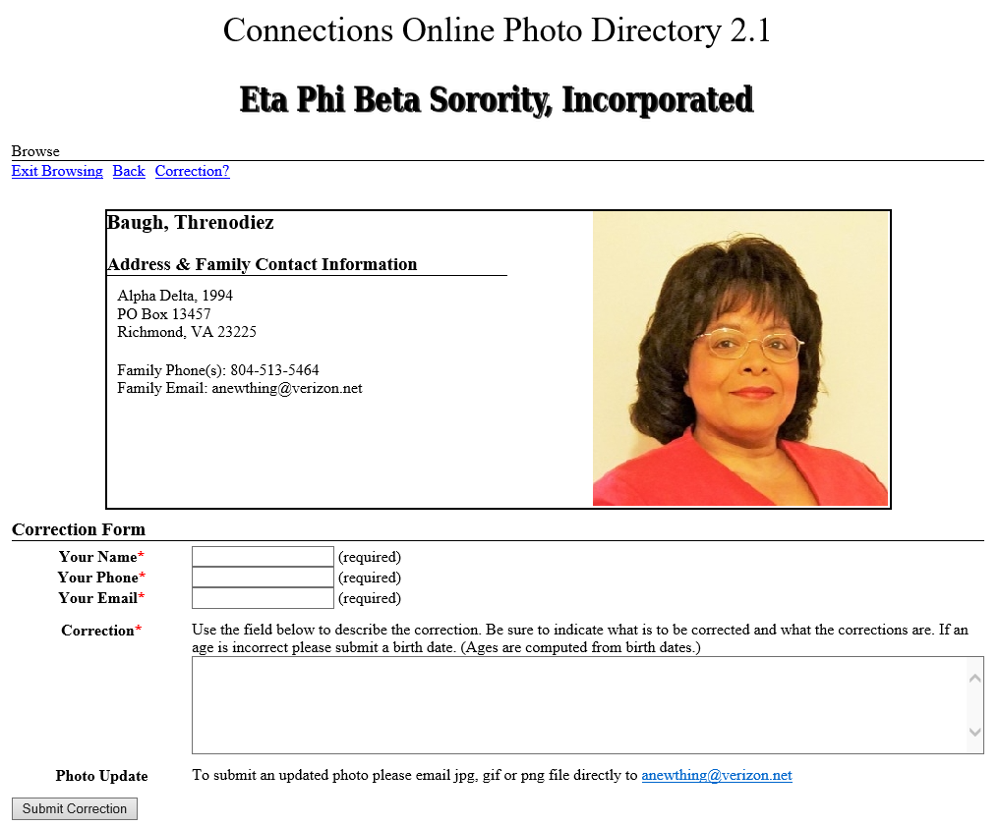 Connections Online Photo Directory 2.1
Eta Phi Beta Sorority, Incorporated
Browse
Exit Browsing Back Correction?
Baugh, Threnodiez
Address & Family Contact Information
Alpha Delta, 1994
PO Box 13457
Richmond, VA 23225
Family Phone(s): 804-513-5464
Family Email: anewthing@verizon.net
Correction Form
Your Name* (required)
Your Phone* (required)
Your Email* (required)
Correction* Use the field below to describe the correction. Be sure to indicate what is to be corrected and what the corrections are. If an
age is incorrect please submit a birth date. (Ages are computed from birth dates.)
Photo Update To submit an updated photo please email jpg, gif or png file directly to anewthing@verizon.net
Submit Correction